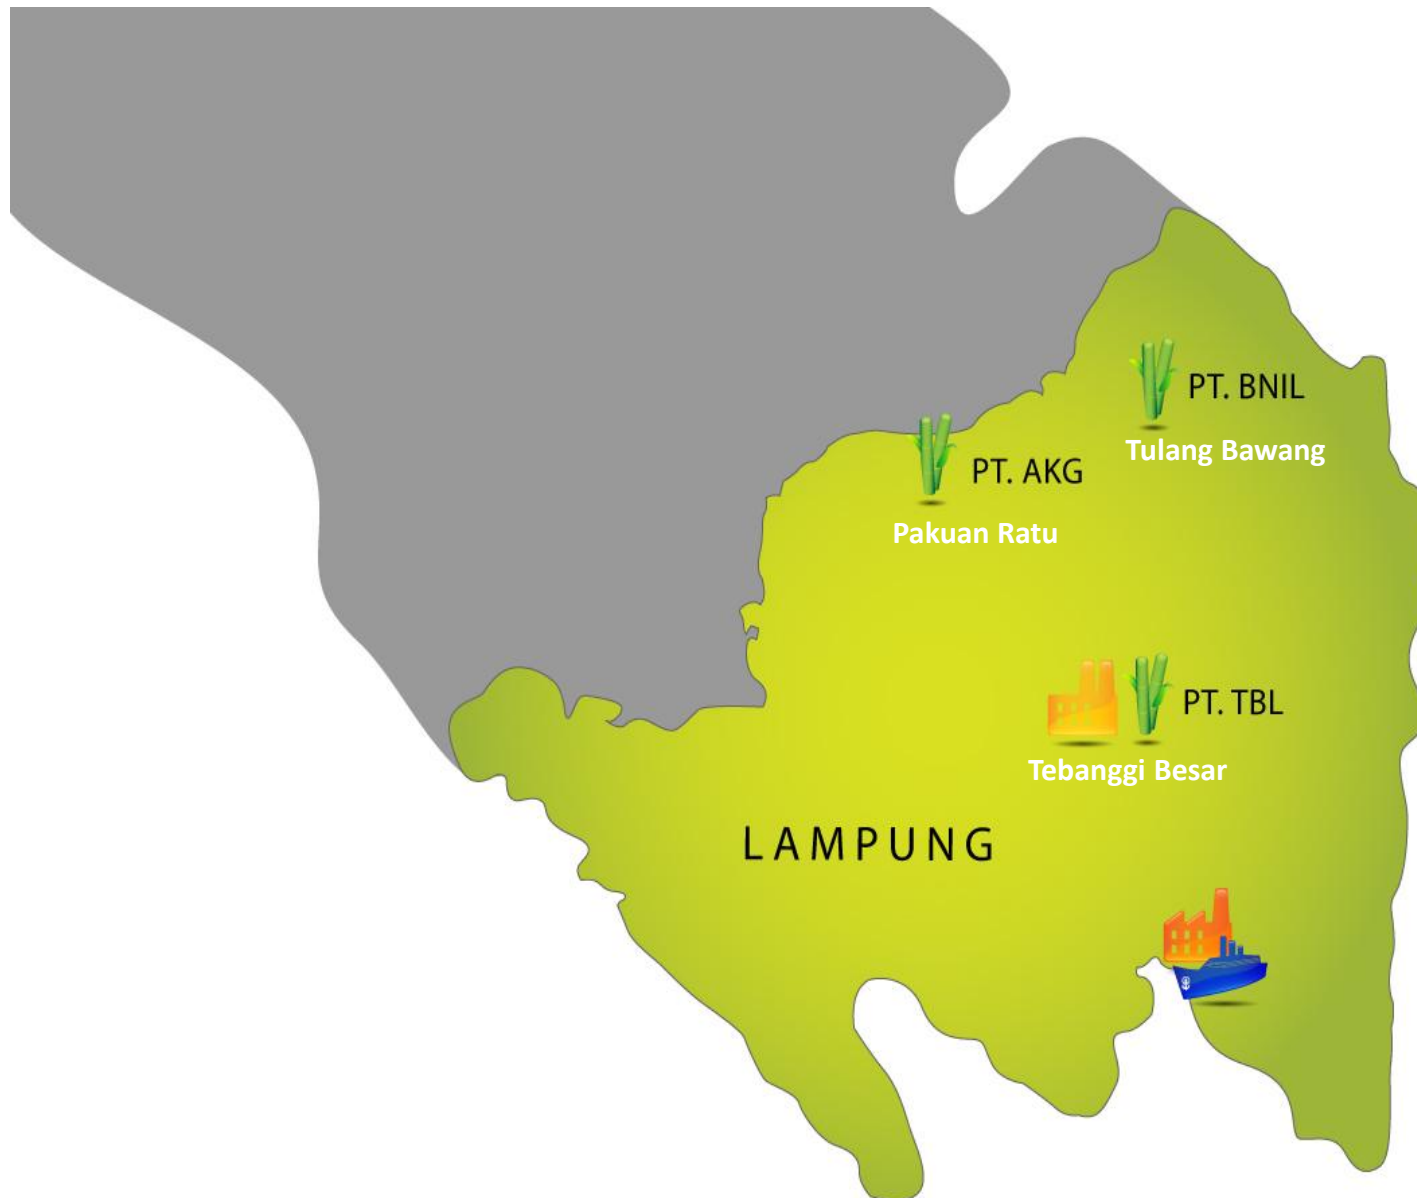 PT. BNIL
Tulang Bawang
PT. AKG
Pakuan Ratu
PT. TBL
Tebanggi Besar
LAMPUNG